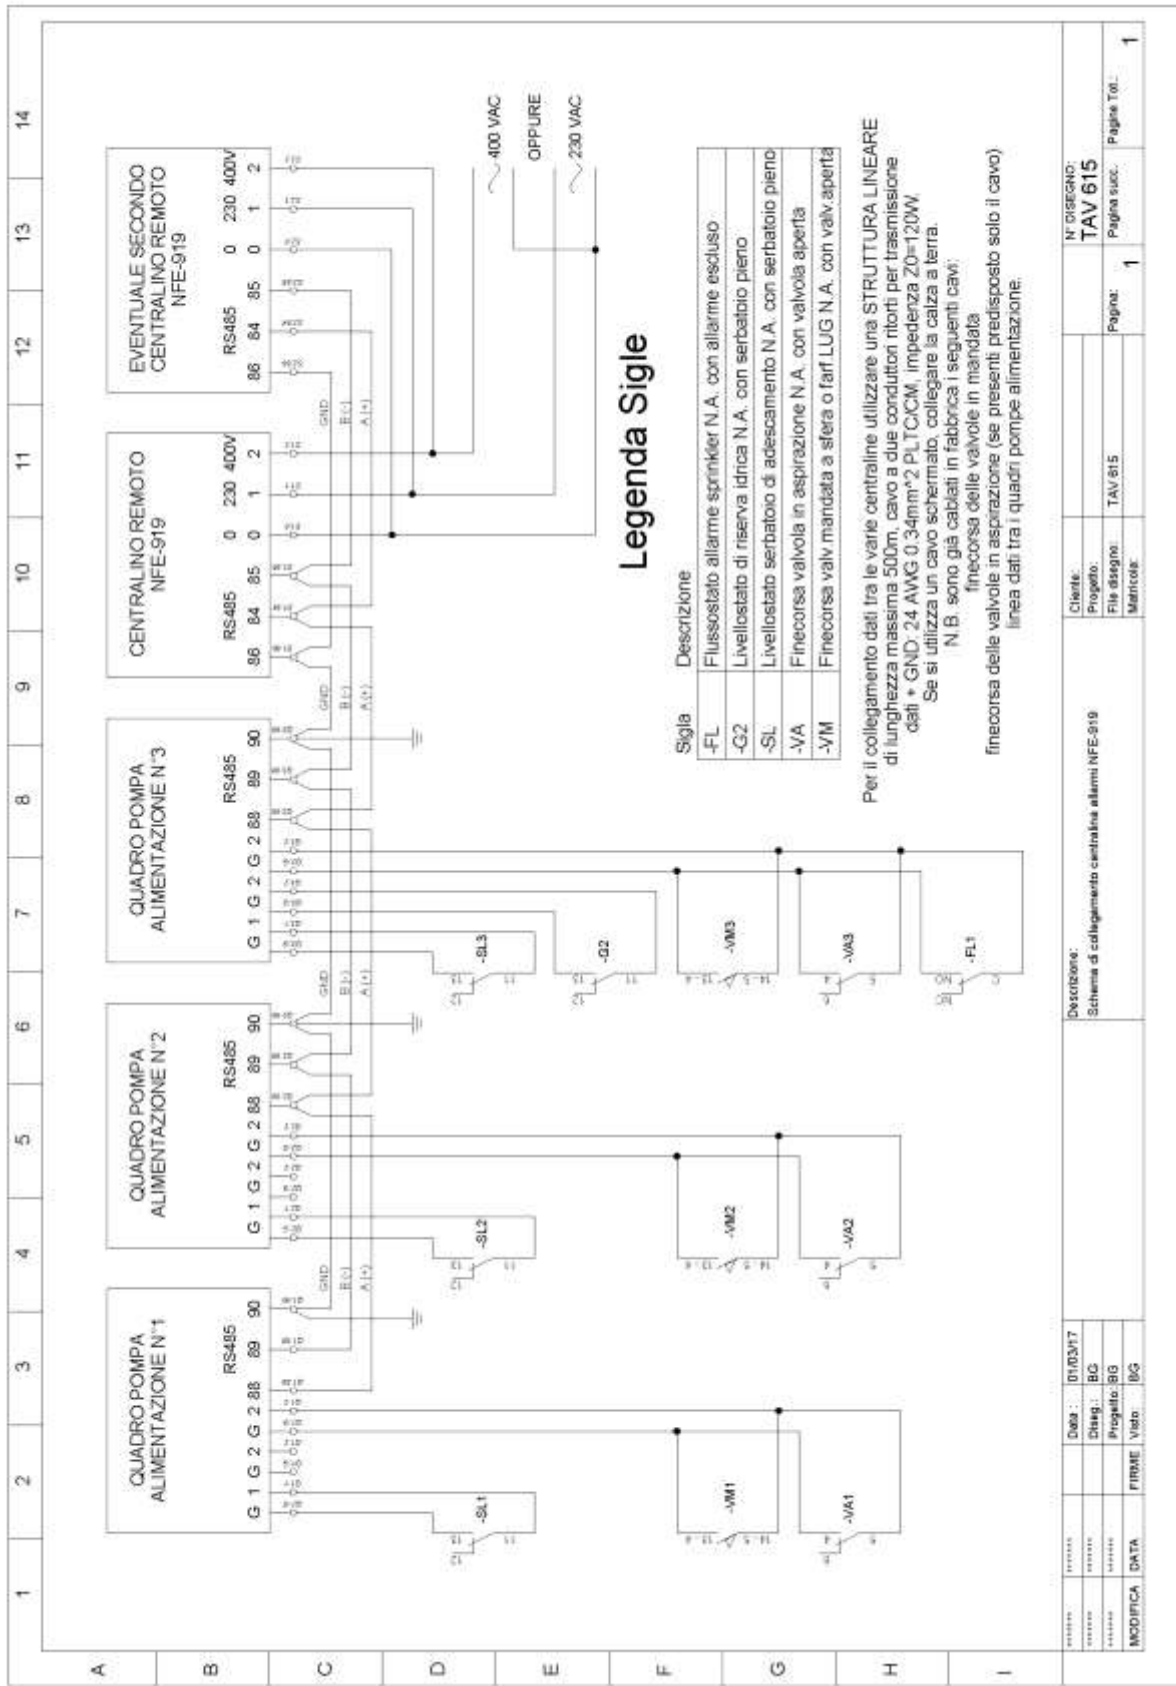 1 2 3 4 5 6 7 8 9 10 11 12 13 14
A
B
C
D
E
F
G
H
I
QUADRO POMPA
ALIMENTAZIONE N°1
RS485
G 1 G 2 G 2 88 89 90
QUADRO POMPA
ALIMENTAZIONE N°2
RS485
G 1 G 2 G 2 88 89 90
QUADRO POMPA
ALIMENTAZIONE N°3
RS485
G 1 G 2 G 2 88 89 90
CENTRALINO REMOTO
NFE-919
RS485
86 84 85 0 0 230 400V
1 2
EVENTUALE SECONDO
CENTRALINO REMOTO
NFE-919
RS485
86 84 85 0 0 230 400V
1 2
GND
B (-)
A (+)
GND
B (-)
A (+)
GND
B (-)
A (+)
GND
B (-)
A (+)
400 VAC
OPPURE
230 VAC
-SL1
-VM1
-VA1
-SL2
-VM2
-VA2
-SL3
-G2
-VM3
-VA3
-FL1
Legenda Sigle
Sigla Descrizione
-FL Flussostato allarme sprinkler N.A. con allarme escluso
-G2 Livellostato di riserva idrica N.A. con serbatoio pieno
-SL Livellostato serbatoio di adescamento N.A. con serbatoio pieno
-VA Finecorsa valvola in aspirazione N.A. con valvola aperta
-VM Finecorsa valv.mandata a sfera o farf.LUG N.A. con valv.aperta
Per il collegamento dati tra le varie centraline utilizzare una STRUTTURA LINEARE
di lunghezza massima 500m, cavo a due conduttori ritorti per trasmissione
dati + GND: 24 AWG 0.34mm^2 PLTC/CM, impedenza Z0=120W.
Se si utilizza un cavo schermato, collegare la calza a terra.
N.B. sono già cablati in fabbrica i seguenti cavi:
finecorsa delle valvole in mandata
finecorsa delle valvole in aspirazione (se presenti predisposto solo il cavo)
linea dati tra i quadri pompe alimentazione.
MODIFICA DATA FIRME
Data : 01/03/17
Diseg.: BG
Progetto: BG
Visto: BG
Descrizione:
Schema di collegamento centralina allarmi NFE-919
Cliente:
Progetto:
File disegno: TAV 615
Matricola:
N° DISEGNO:
TAV 615
Pagina: 1
Pagina succ.
Pagine Tot.: 1